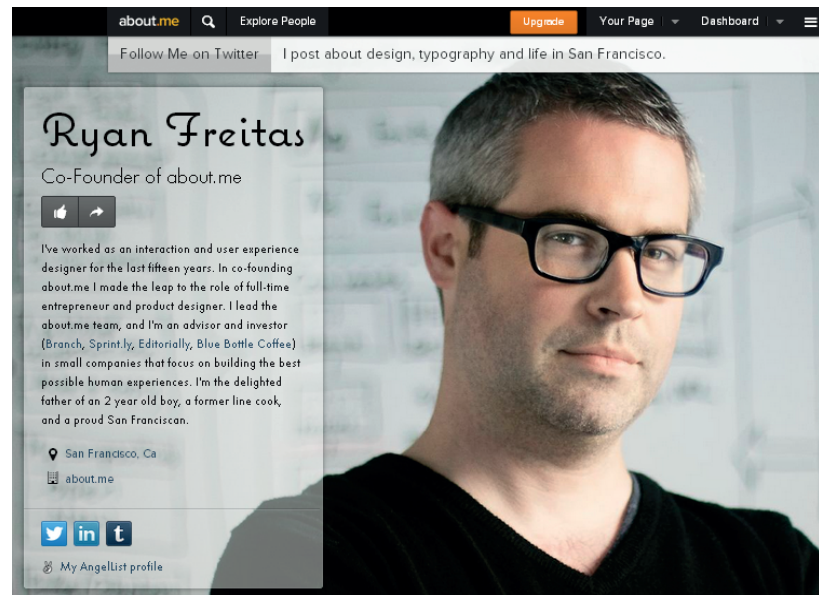 about.me Explore People Upgrade Your Page Dashboard
Follow Me on Twitter I post about design, typography and life in San Francisco.
Ryan Freitas
Co-Founder of about.me
I've worked as an interaction and user experience
designer for the last fifteen years. In co-founding
about.me I made the leap to the role of full-time
entrepreneur and product designer. I lead the
about.me team, and I'm an advisor and investor
(Branch, Sprint.ly, Editorially, Blue Bottle Coffee)
in small companies that focus on building the best
possible human experiences. I'm the delighted
father of an 2 year old boy, a former line cook,
and a proud San Franciscan.
San Francisco, Ca
about.me
in t
My AngelList profile